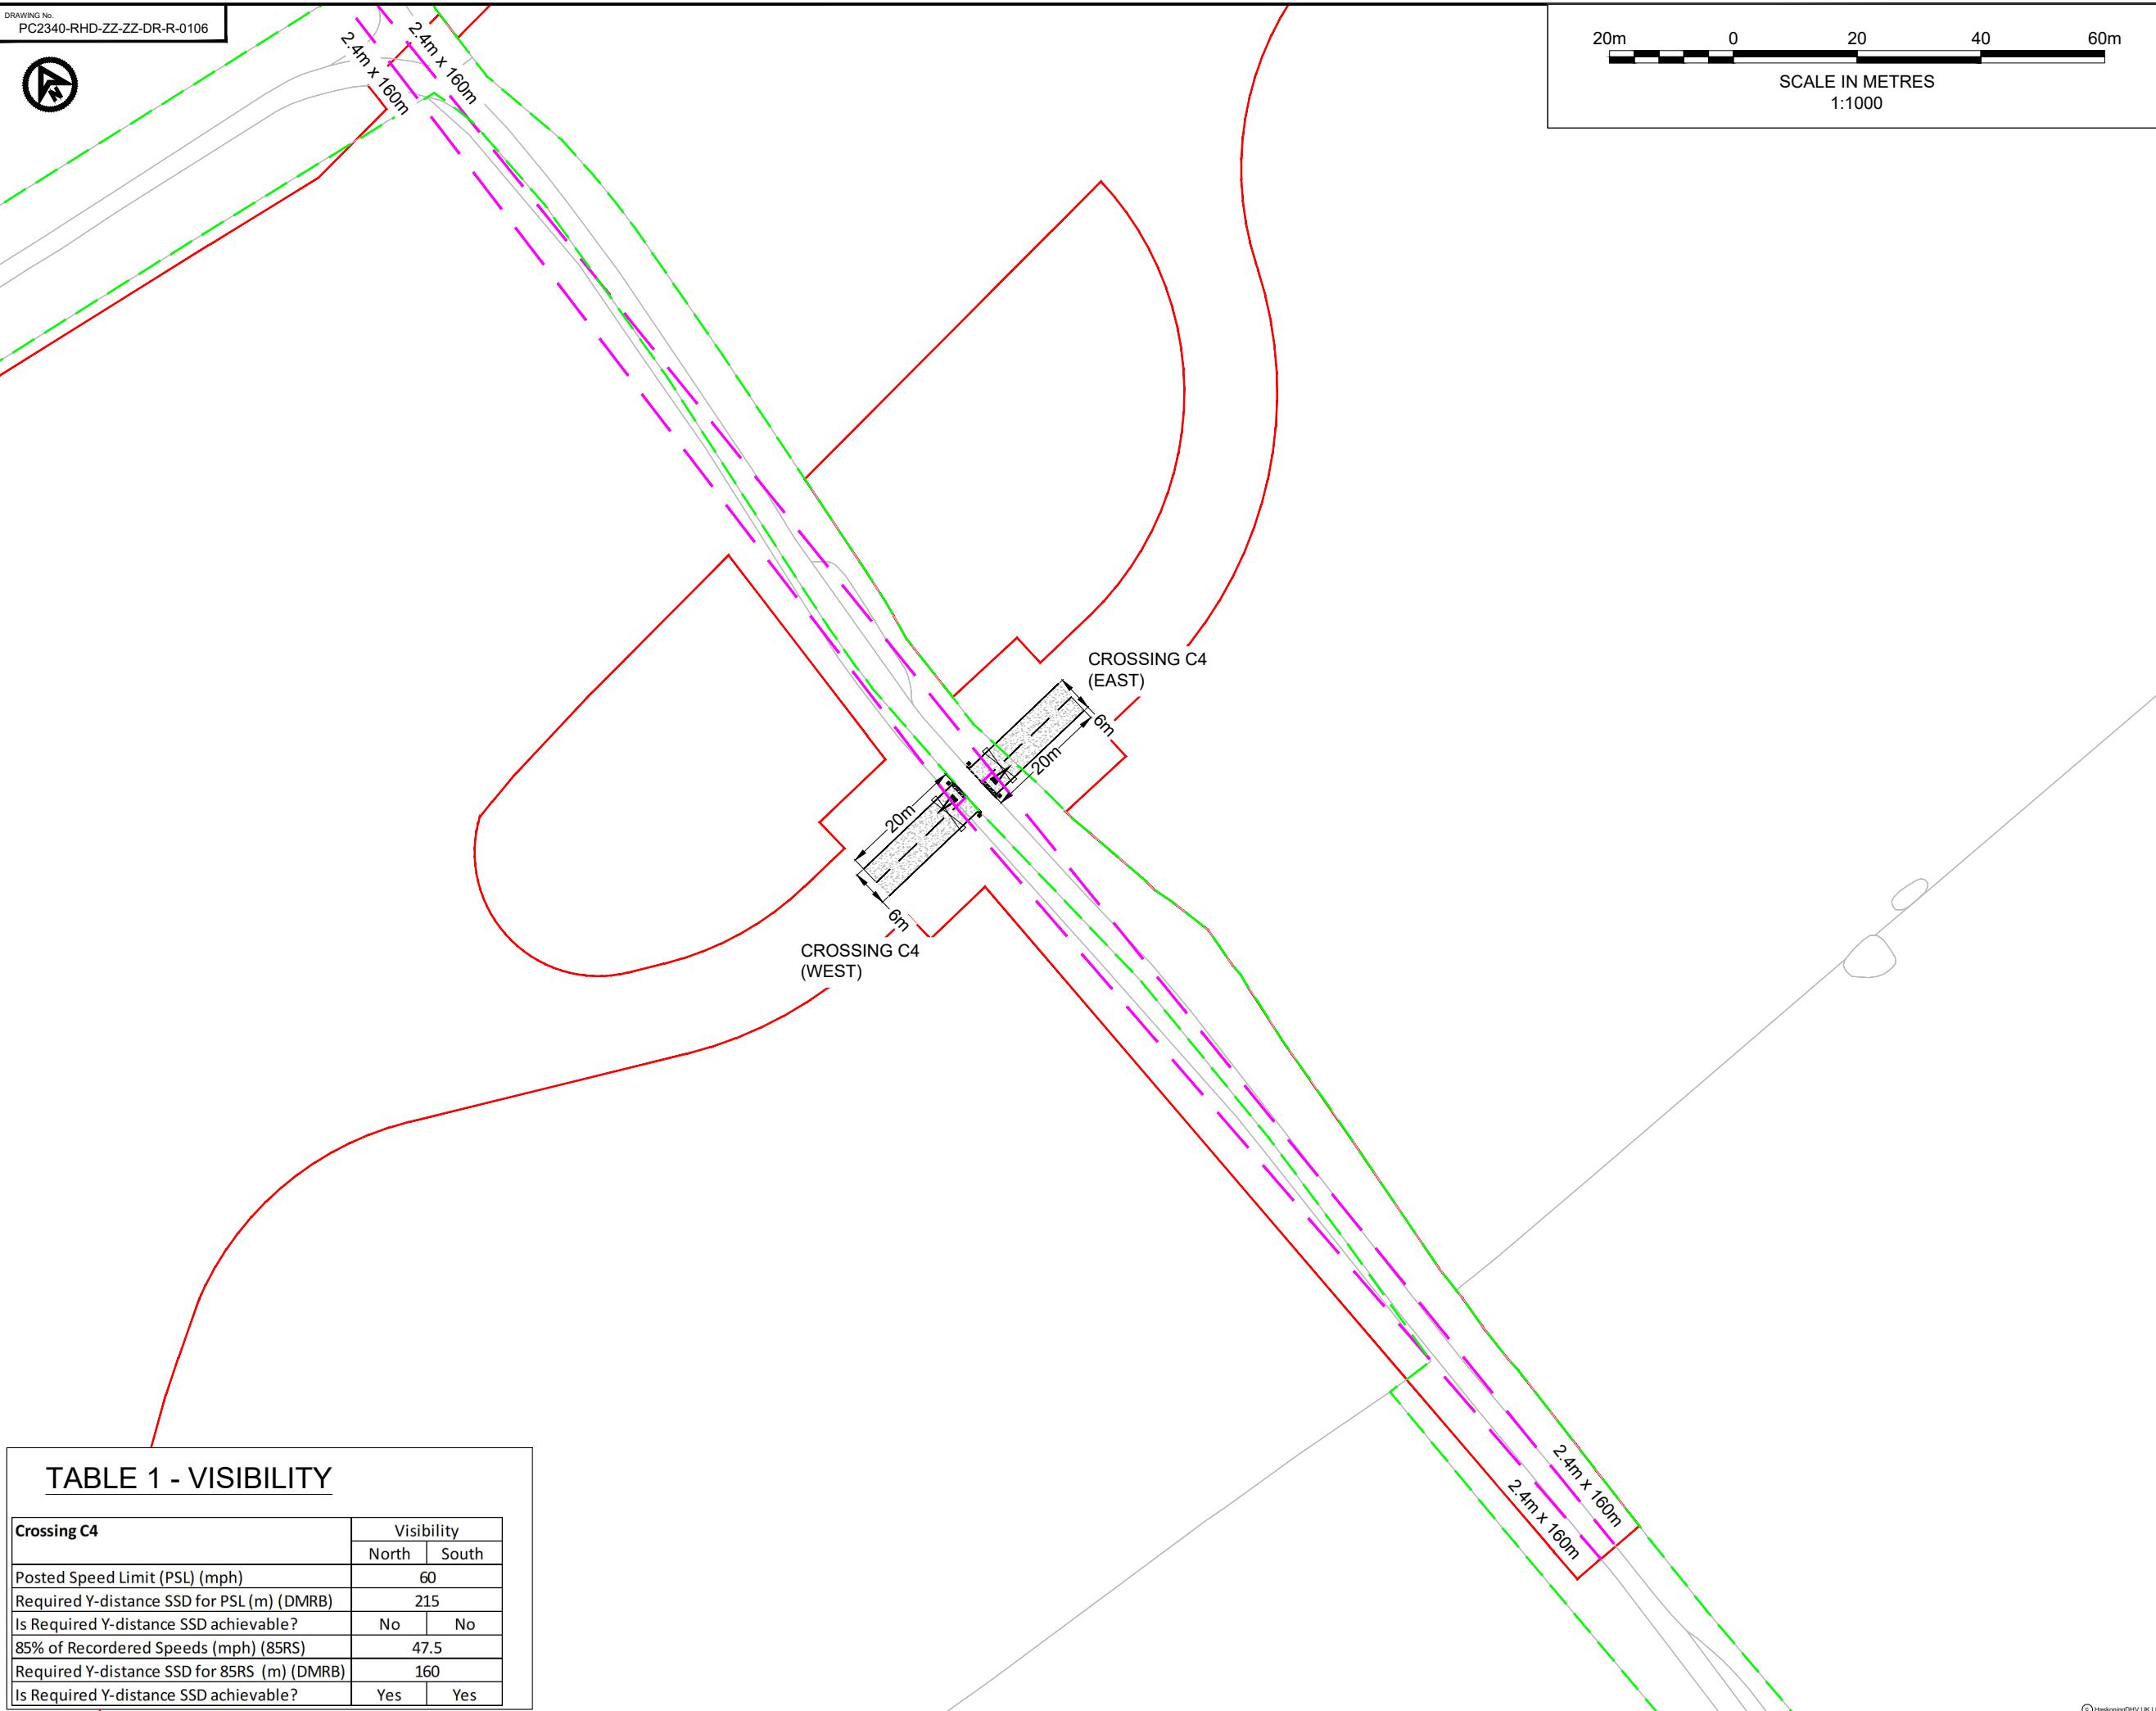 DRAWING No.
PC2340-RHD-ZZ-ZZ-DR-R-0106
N
2.4m x 160m
2.4m x 160m
20m 0 20 40 60m
SCALE IN METRES
1:1000
CROSSING C4
(EAST)
6m
20m
20m
6m
CROSSING C4
(WEST)
2.4m x 160m
2.4m x 160m
TABLE 1 - VISIBILITY
Crossing C4 Visibility
North South
Posted Speed Limit (PSL) (mph) 60
Required Y-distance SSD for PSL (m) (DMRB) 215
Is Required Y-distance SSD achievable? No No
85% of Recordered Speeds (mph) (85RS) 47.5
Required Y-distance SSD for 85RS (m) (DMRB) 160
Is Required Y-distance SSD achievable? Yes Yes
© HaskoningDHV UK